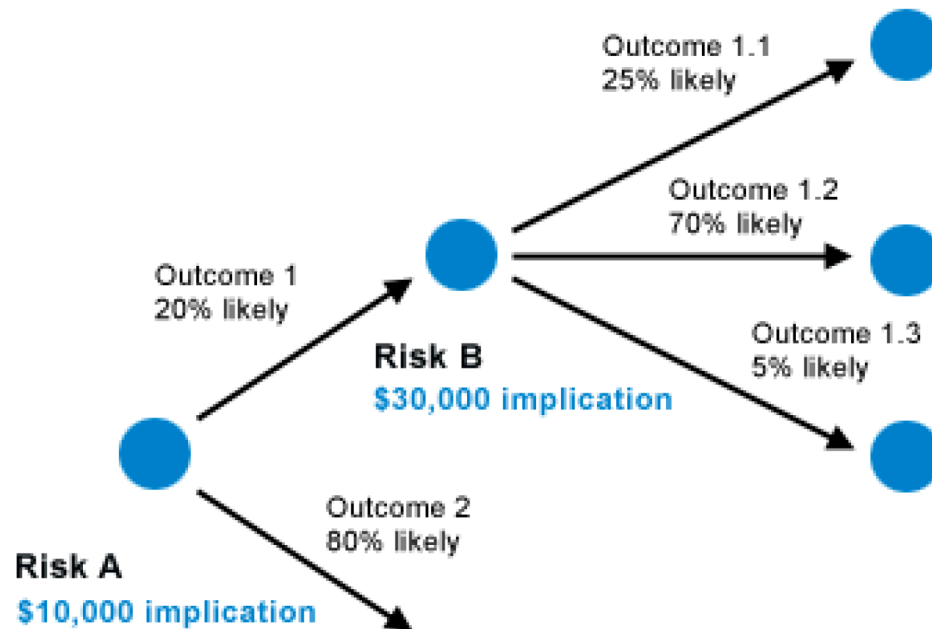 Outcome 1.1
25% likely
Outcome 1.2
70% likely
Outcome 1
20% likely
Outcome 1.3
5% likely
Risk B
$30,000 implication
Outcome 2
80% likely
Risk A
$10,000 implication